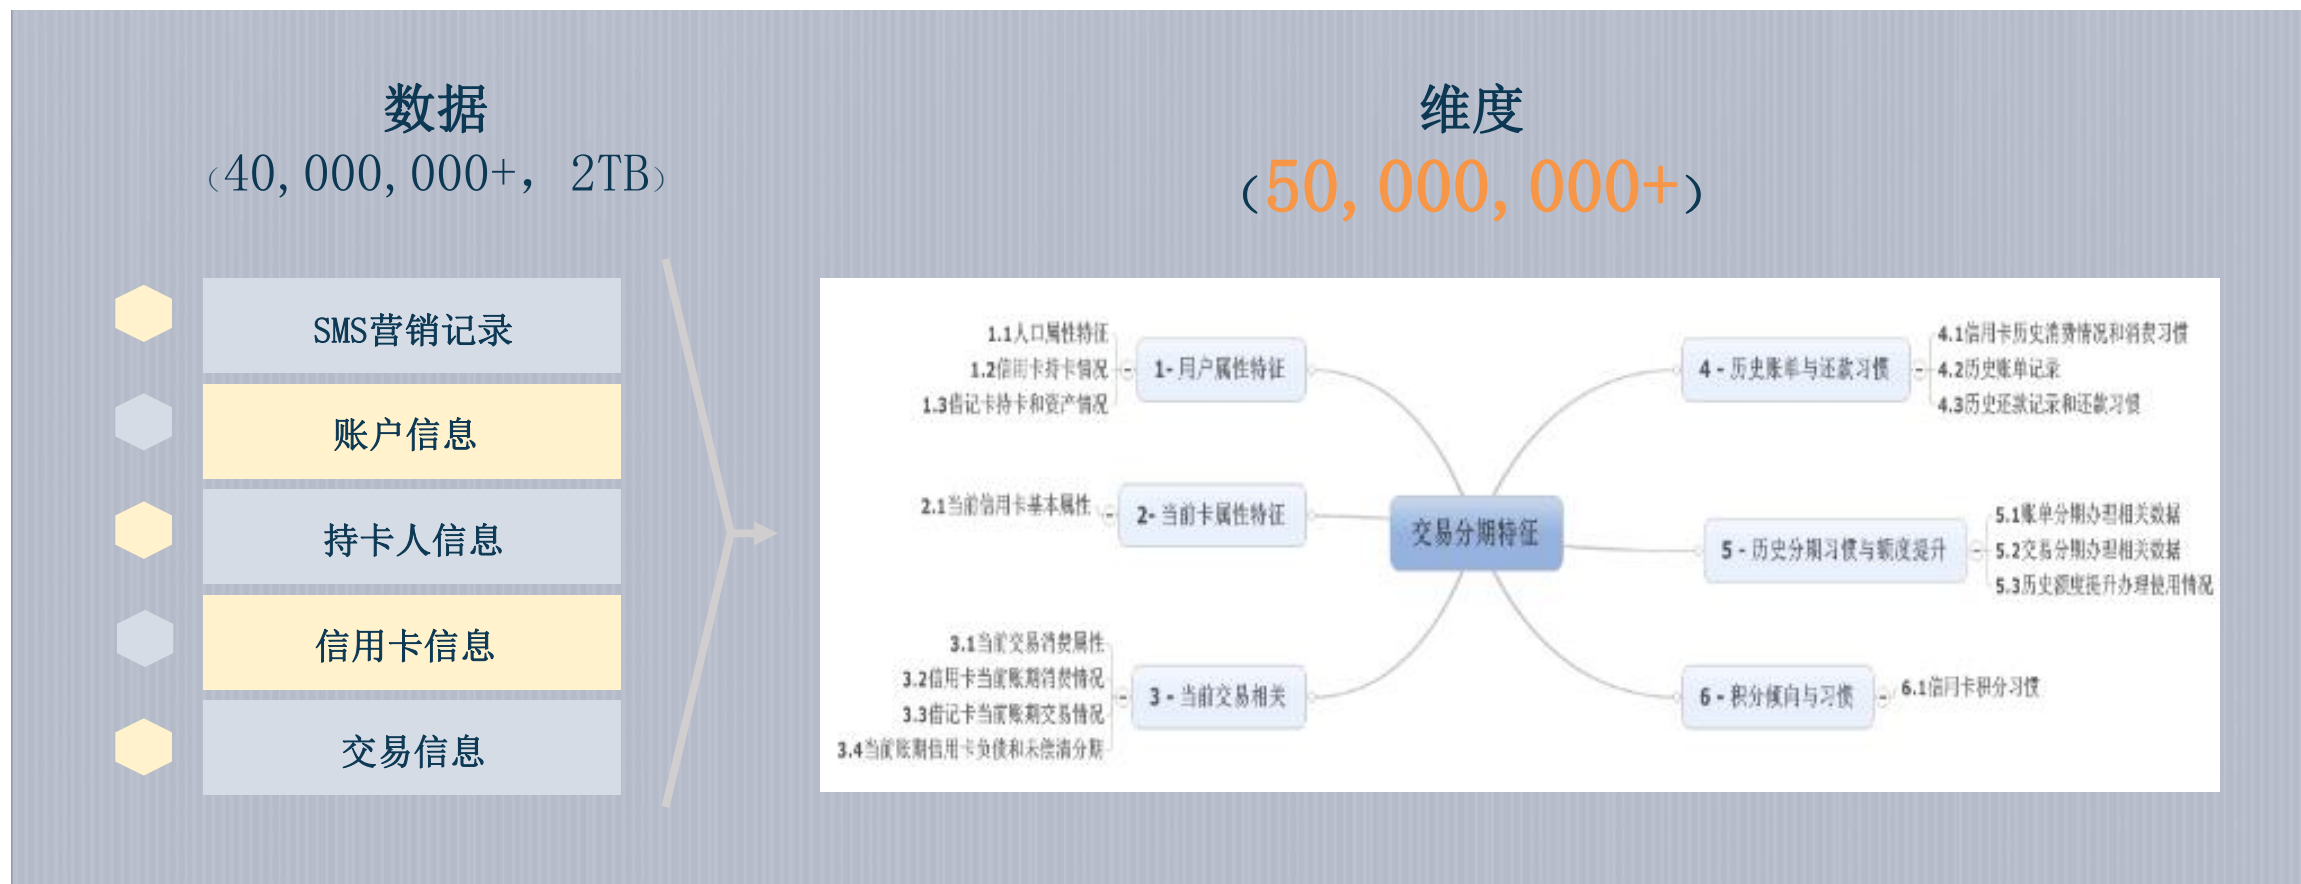 数据
（40,000,000+，2TB）
SMS营销记录
账户信息
持卡人信息
信用卡信息
交易信息
维度
（50,000,000+）
交易分期特征
1- 用户属性特征
1.1人口属性特征
1.2信用卡持卡情况
1.3借记卡持卡和资产情况
2- 当前卡属性特征
2.1当前信用卡基本属性
3 - 当前交易相关
3.1当前交易消费属性
3.2信用卡当前账期消费情况
3.3借记卡当前账期交易情况
3.4当前账期信用卡负债和未偿清分期
4 - 历史账单与还款习惯
4.1信用卡历史消费情况和消费习惯
4.2历史账单记录
4.3历史还款记录和还款习惯
5 - 历史分期习惯与额度提升
5.1账单分期办理相关数据
5.2交易分期办理相关数据
5.3历史额度提升办理使用情况
6 - 积分倾向与习惯
6.1信用卡积分习惯